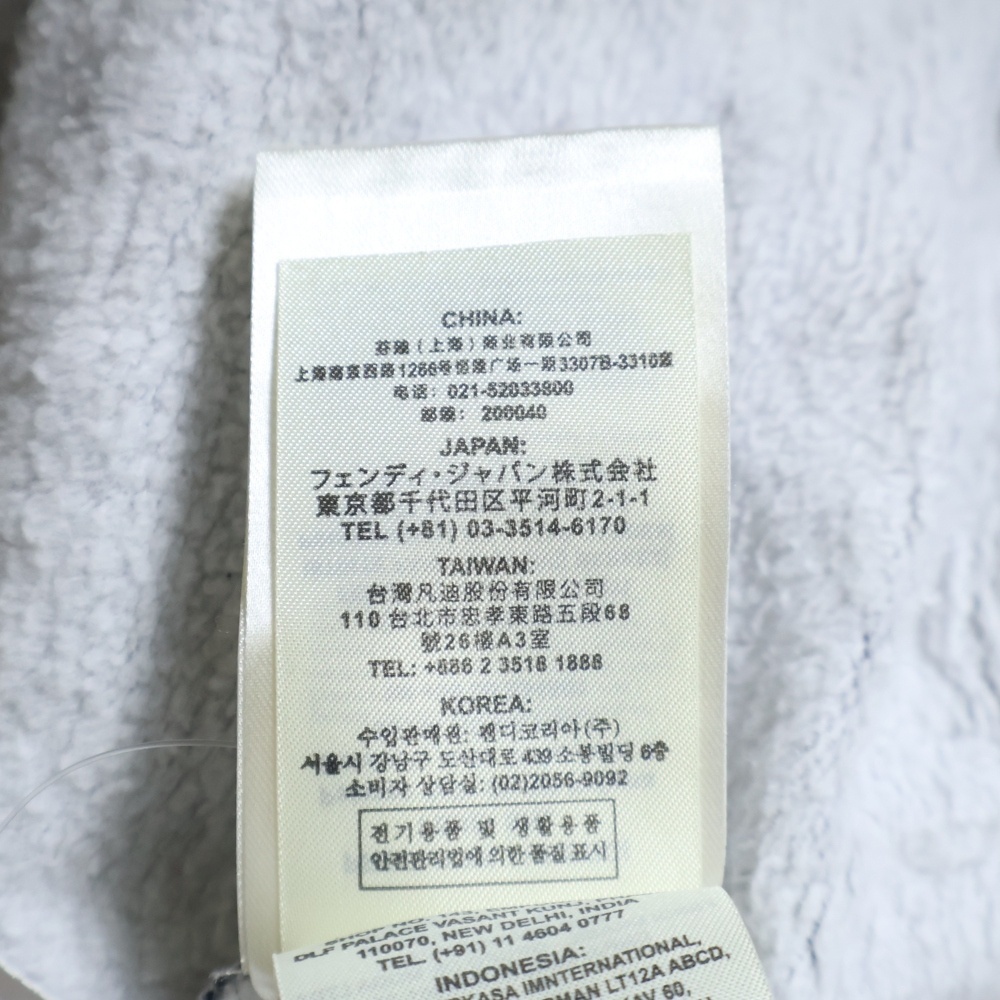 CHINA:
芬迪（上海）商业有限公司
上海南京西路1266号恒隆广场一期3307B-3310室
电话： 021-52033800
邮编： 200040
JAPAN:
フェンディ・ジャパン株式会社
東京都千代田区平河町2-1-1
TEL (+81) 03-3514-6170
TAIWAN:
台灣凡迪股份有限公司
110 台北市忠孝東路五段68
號26樓A3室
TEL: +886 2 3518 1888
KOREA:
수입판매원: 펜디코리아(주)
서울시 강남구 도산대로 439 소봉빌딩 6층
소비자 상담실: (02)2056-9092
전기용품 및 생활용품
안전관리법에 의한 품질 표시
DLF PALACE VASANT KUNJ,
110070, NEW DELHI, INDIA
TEL (+91) 11 4604 0777
INDONESIA:
IMNTERNATIONAL,
LT12A ABCD,